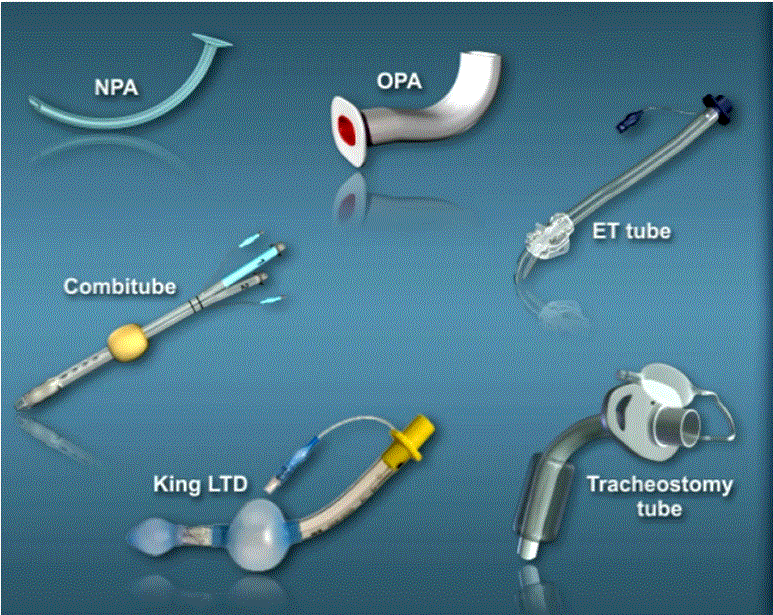 NPA
OPA
ET tube
Combitube
King LTD
Tracheostomy
tube